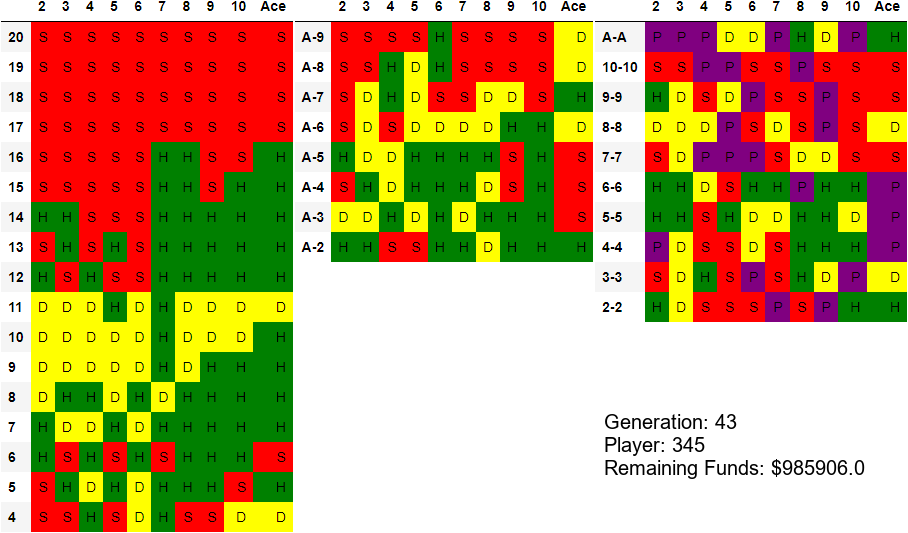 2 3 4 5 6 7 8 9 10 Ace
20 S S S S S S S S S S
19 S S S S S S S S S S
18 S S S S S S S S S S
17 S S S S S S S S S S
16 S S S S S H H S S H
15 S S S S S H H S H H
14 H H S S S H H H H H
13 S H S H S H H H H H
12 H S H S S H H H H H
11 D D D H D H D D D D
10 D D D D D H D D D H
9 D D D D D H D H H H
8 D H H D H D H H H H
7 H D D H D H H H H H
6 H S H S H S H H H S
5 S H D H D H H H S H
4 S S H S D H S S D D
2 3 4 5 6 7 8 9 10 Ace
A-9 S S S S H S S S S D
A-8 S S H D H S S S S D
A-7 S D H D S S D D S H
A-6 S D S D D D D H H D
A-5 H D D H H H H S H S
A-4 S H D H H H D S H S
A-3 D D H D H D H H H S
A-2 H H S S H H D H H H
2 3 4 5 6 7 8 9 10 Ace
A-A P P P D D P H D P H
10-10 S S P P S S P S S S
9-9 H D S D P S S P S S
8-8 D D D P S D S P S D
7-7 S D P P P S D D S S
6-6 H H D S H H P H H P
5-5 H H S H D D H H D P
4-4 P D S S D S H H H P
3-3 S D H S P S H D P D
2-2 H D S S S P S P H H
Generation: 43
Player: 345
Remaining Funds: $985906.0